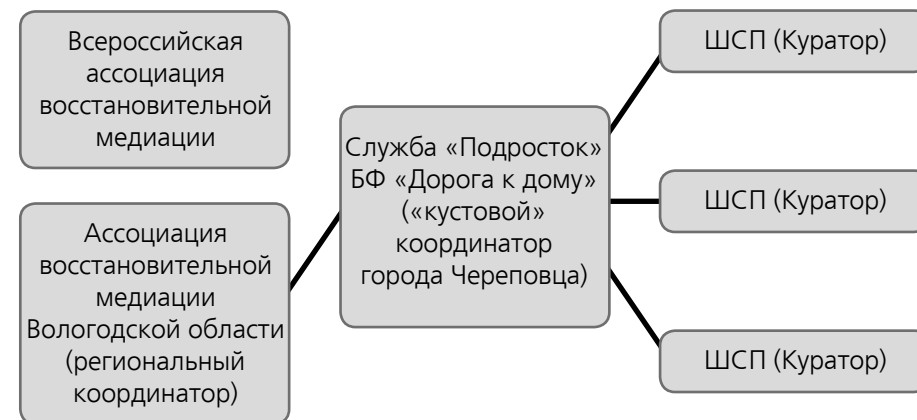 Всероссийская
ассоциация
восстановительной
медиации
Ассоциация
восстановительной
медиации
Вологодской области
(региональный
координатор)
Служба «Подросток»
БФ «Дорога к дому»
(«кустовой»
координатор
города Череповца)
ШСП (Куратор)
ШСП (Куратор)
ШСП (Куратор)